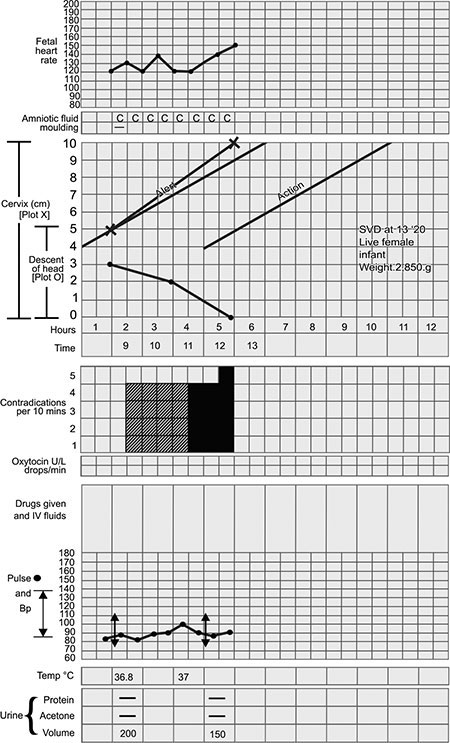 Fetal heart rate
200
190
180
170
160
150
140
130
120
110
100
90
80
Amniotic fluid moulding
C C C C C C C C
—
Cervix (cm)
[Plot X]
Descent of head [Plot O]
10
9
8
7
6
5
4
3
2
1
0
Alert
Action
SVD at 13 '20
Live female
infant
Weight.2.850.g
Hours 1 2 3 4 5 6 7 8 9 10 11 12
Time 9 10 11 12 13
Contradications
per 10 mins
5
4
3
2
1
Oxytocin U/L
drops/min
Drugs given
and IV fluids
Pulse
and
Bp
180
170
160
150
140
130
120
110
100
90
80
70
60
Temp °C 36.8 37
Urine
Protein — —
Acetone — —
Volume 200 150